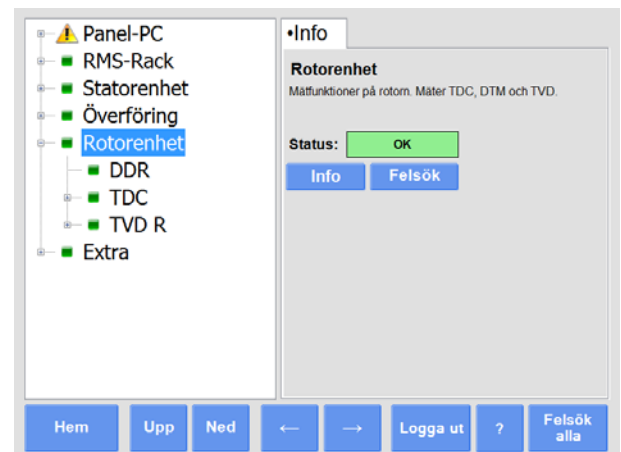 Panel-PC
RMS-Rack
Statorenhet
Överföring
Rotorenhet
DDR
TDC
TVD R
Extra
•Info
Rotorenhet
Mätfunktioner på rotorn. Mäter TDC, DTM och TVD.
Status: OK
Info Felsök
Hem Upp Ned ← → Logga ut ? Felsök alla